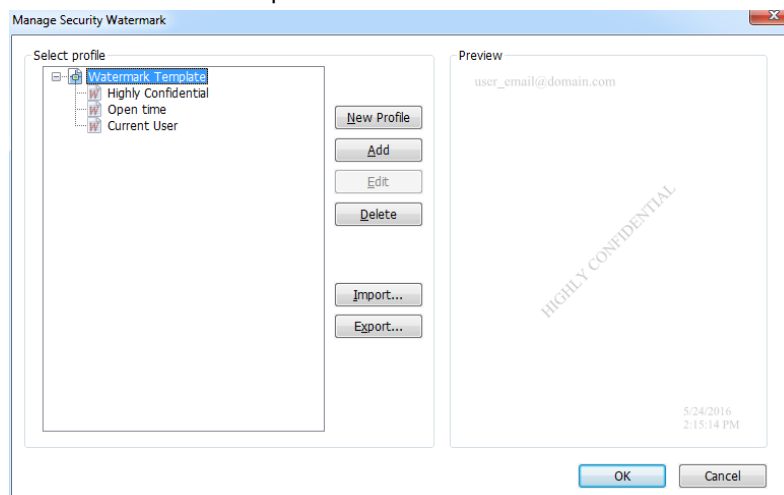 Manage Security Watermark
Select profile
Watermark Template
Highly Confidential
Open time
Current User
New Profile
Add
Edit
Delete
Import...
Export...
Preview
user_email@domain.com
HIGHLY CONFIDENTIAL
5/24/2016
2:15:14 PM
OK
Cancel